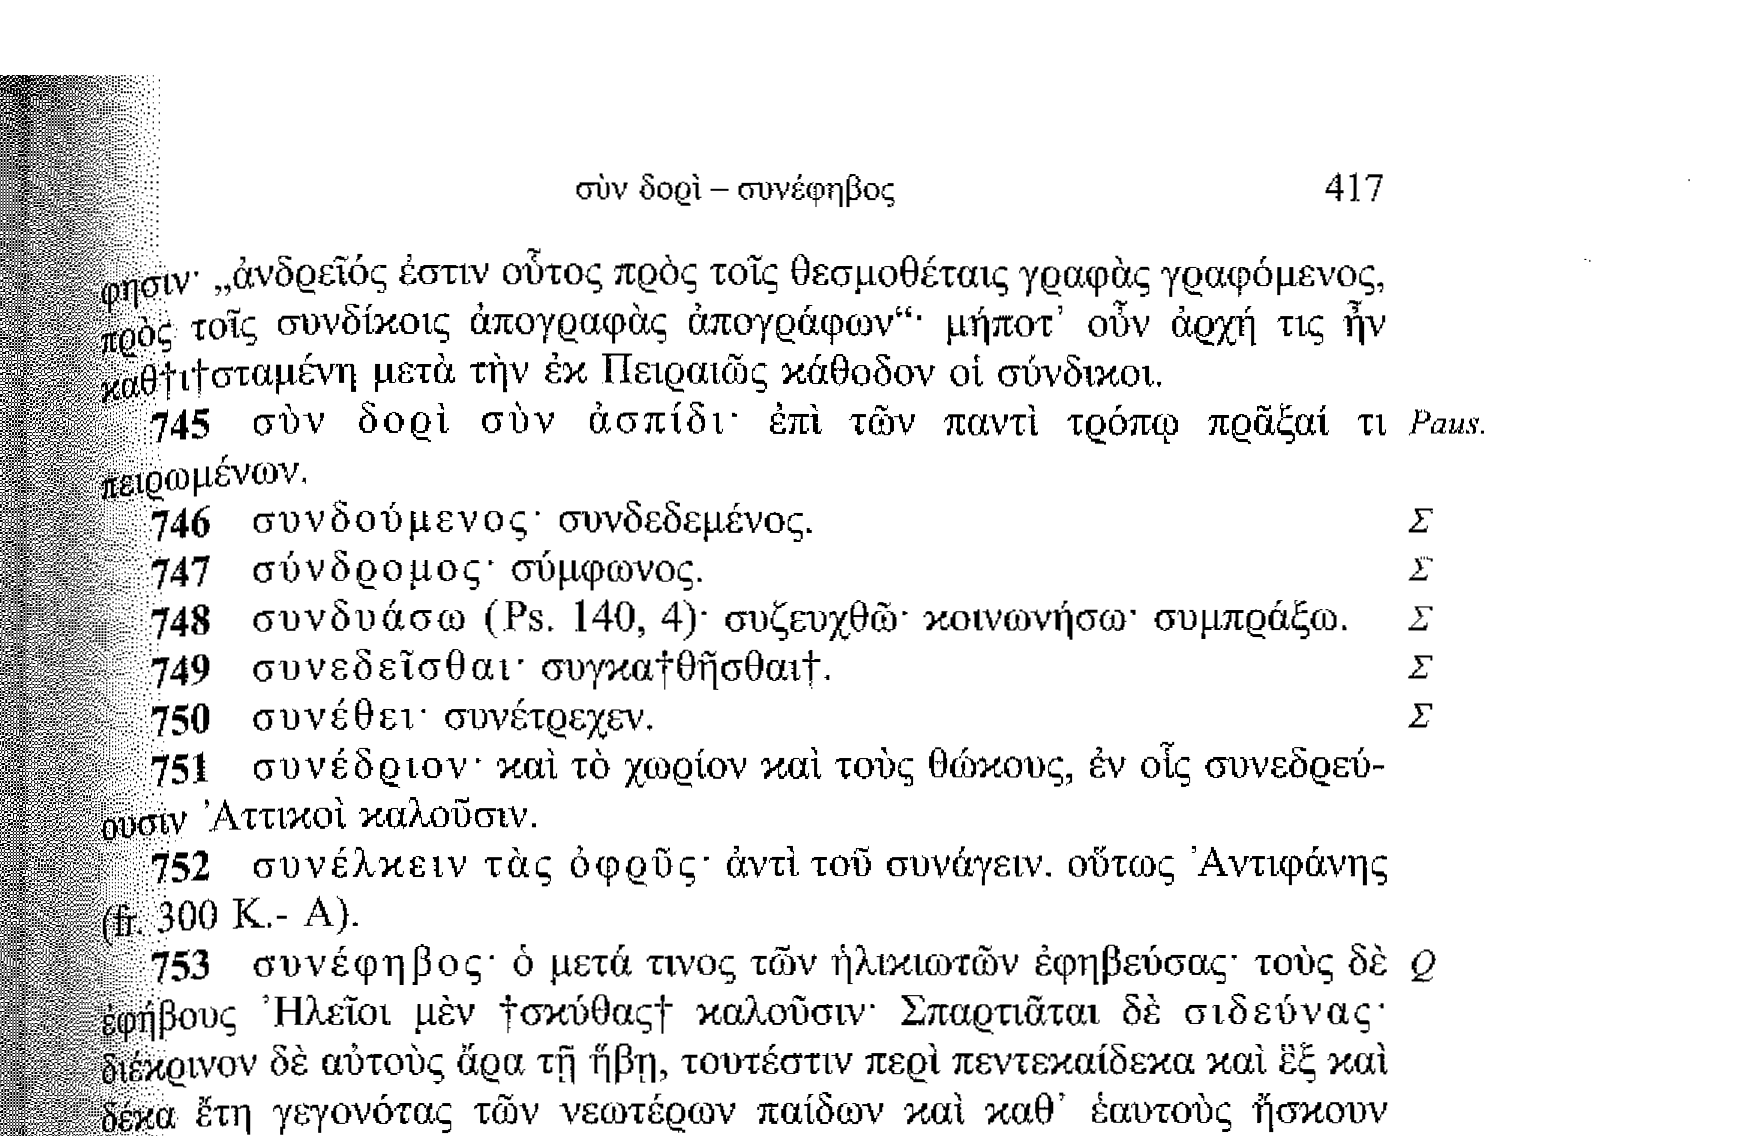 σὺν δορὶ – συνέφηβος 417
φησιν· „ἀνδρεῖός ἐστιν οὗτος πρὸς τοῖς θεσμοθέταις γραφὰς γραφόμενος,
πρὸς τοῖς συνδίκοις ἀπογραφὰς ἀπογράφων“· μήποτ’ οὖν ἀρχή τις ἦν
καθ†ι†σταμένη μετὰ τὴν ἐκ Πειραιῶς κάθοδον οἱ σύνδικοι.
745 σὺν δορὶ σὺν ἀσπίδι· ἐπὶ τῶν παντὶ τρόπῳ πρᾶξαί τι Paus.
πειρωμένων.
746 συνδούμενος· συνδεδεμένος. Σ
747 σύνδρομος· σύμφωνος. Σ
748 συνδυάσω (Ps. 140, 4)· συζευχθῶ· κοινωνήσω· συμπράξω. Σ
749 συνεδεῖσθαι· συγκα†θῆσθαι†. Σ
750 συνέθει· συνέτρεχεν. Σ
751 συνέδριον· καὶ τὸ χωρίον καὶ τοὺς θώκους, ἐν οἷς συνεδρεύ-
ουσιν Ἀττικοὶ καλοῦσιν.
752 συνέλκειν τὰς ὀφρῦς· ἀντὶ τοῦ συνάγειν. οὕτως Ἀντιφάνης
(fr. 300 K.- A).
753 συνέφηβος· ὁ μετά τινος τῶν ἡλικιωτῶν ἐφηβεύσας· τοὺς δὲ Q
ἐφήβους Ἠλεῖοι μὲν †σκύθας† καλοῦσιν· Σπαρτιᾶται δὲ σιδεύνας·
διέκρινον δὲ αὐτοὺς ἄρα τῇ ἥβῃ, τουτέστιν περὶ πεντεκαίδεκα καὶ ἓξ καὶ
δέκα ἔτη γεγονότας τῶν νεωτέρων παίδων καὶ καθ’ ἑαυτοὺς ἤσκουν